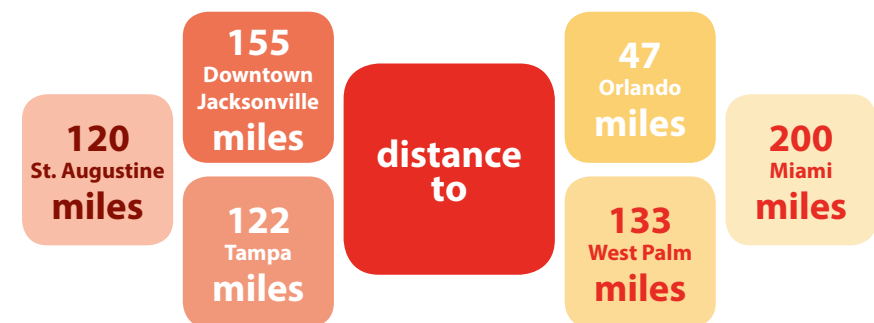 120
St. Augustine
miles
155
Downtown
Jacksonville
miles
122
Tampa
miles
distance
to
47
Orlando
miles
133
West Palm
miles
200
Miami
miles